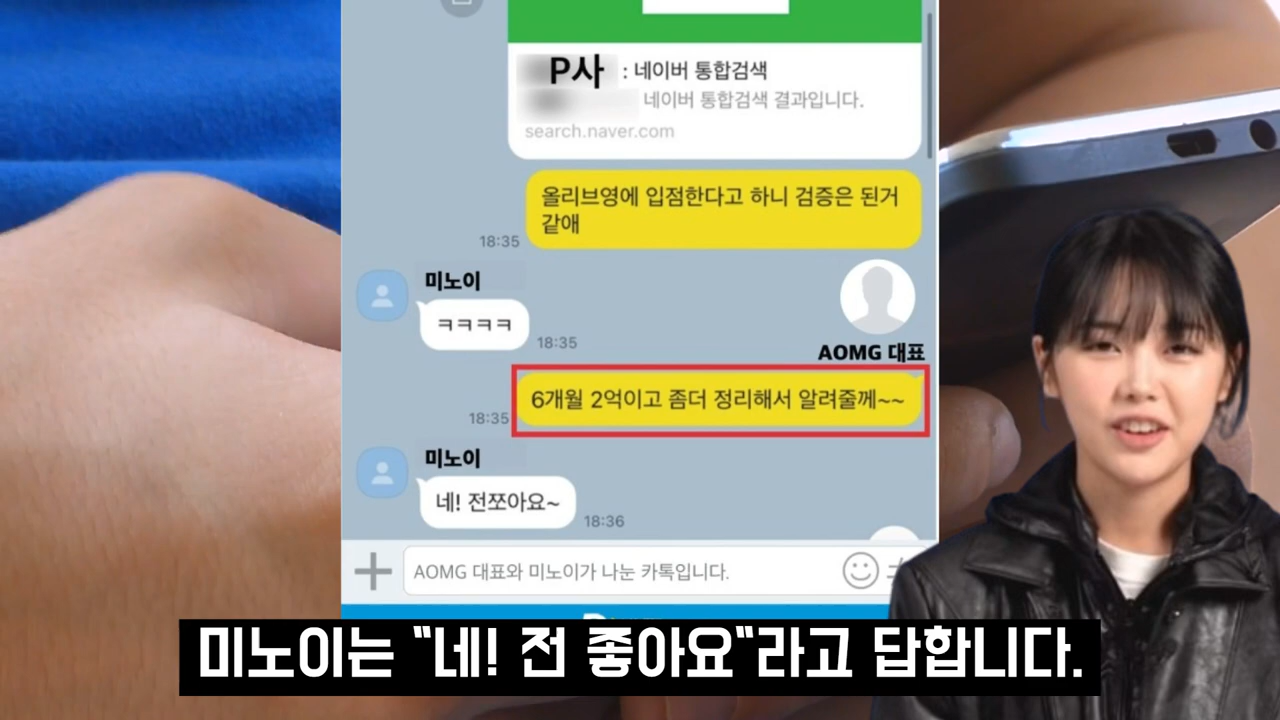 P사 : 네이버 통합검색
네이버 통합검색 결과입니다.
search.naver.com
올리브영에 입점한다고 하니 검증은 된거
같애
18:35
미노이
ㅋㅋㅋㅋ
18:35
AOMG 대표
6개월 2억이고 좀더 정리해서 알려줄께~~
18:35
미노이
네! 전쪼아요~
18:36
AOMG 대표와 미노이가 나눈 카톡입니다.
미노이는 "네! 전 좋아요"라고 답합니다.